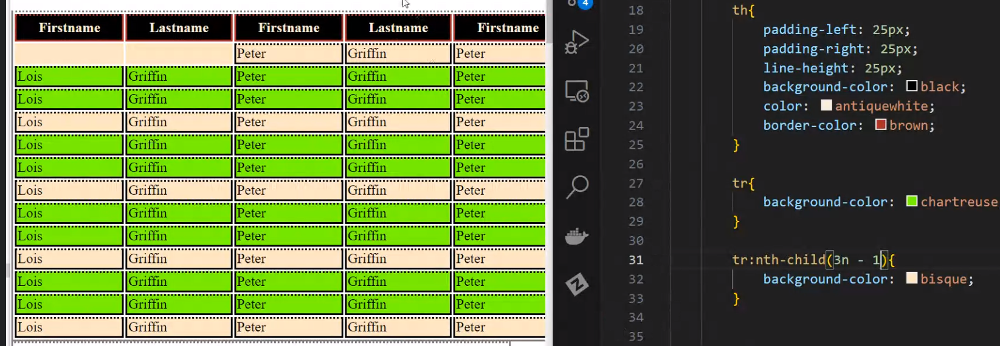 Firstname Lastname Firstname Lastname Firstname
Peter Griffin Peter
Lois Griffin Peter Griffin Peter
Lois Griffin Peter Griffin Peter
Lois Griffin Peter Griffin Peter
Lois Griffin Peter Griffin Peter
Lois Griffin Peter Griffin Peter
Lois Griffin Peter Griffin Peter
Lois Griffin Peter Griffin Peter
Lois Griffin Peter Griffin Peter
Lois Griffin Peter Griffin Peter
Lois Griffin Peter Griffin Peter
Lois Griffin Peter Griffin Peter
Lois Griffin Peter Griffin Peter
4
18 th{
19 padding-left: 25px;
20 padding-right: 25px;
21 line-height: 25px;
22 background-color: black;
23 color: antiquewhite;
24 border-color: brown;
25 }
26
27 tr{
28 background-color: chartreuse
29 }
30
31 tr:nth-child(3n - 1){
32 background-color: bisque;
33 }
34
35